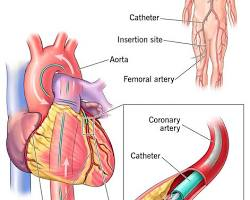 Catheter
Insertion site
Aorta
Femoral artery
Coronary
artery
Catheter